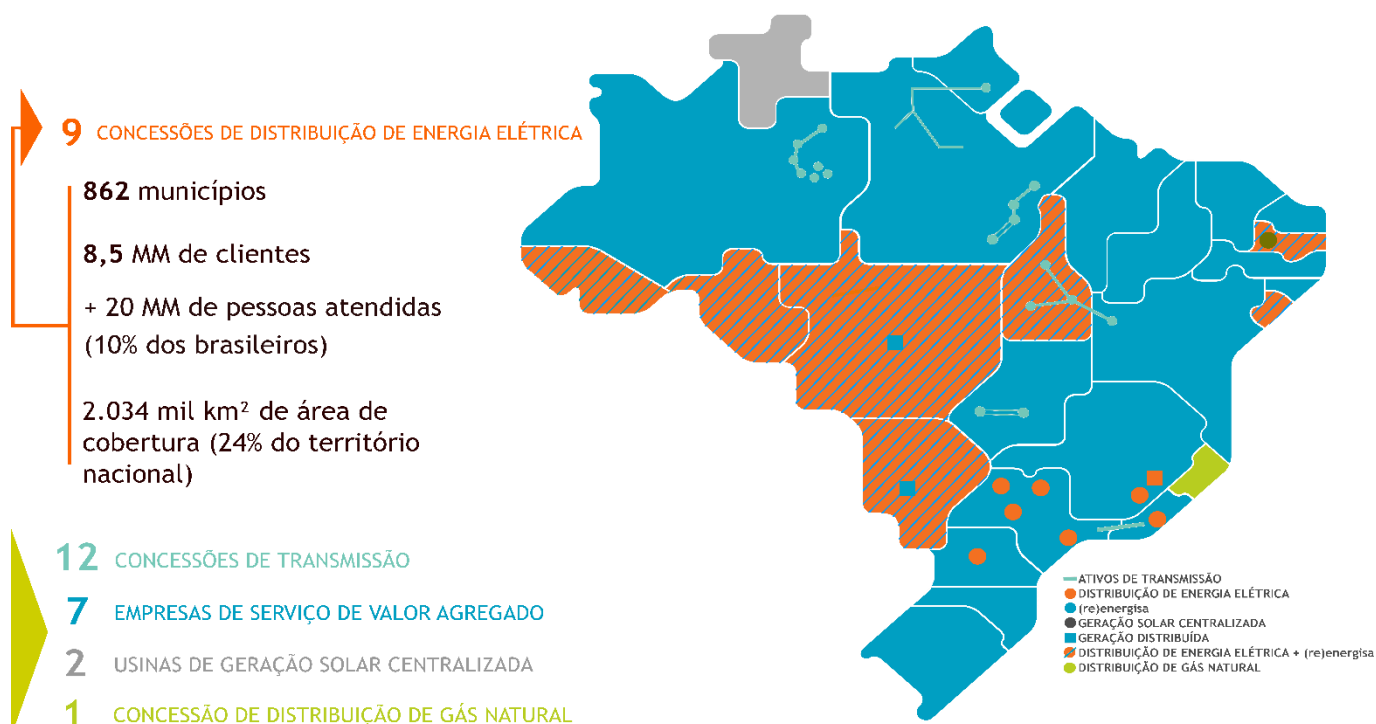 9 CONCESSÕES DE DISTRIBUIÇÃO DE ENERGIA ELÉTRICA
862 municípios
8,5 MM de clientes
+ 20 MM de pessoas atendidas
(10% dos brasileiros)
2.034 mil km² de área de
cobertura (24% do território
nacional)
12 CONCESSÕES DE TRANSMISSÃO
7 EMPRESAS DE SERVIÇO DE VALOR AGREGADO
2 USINAS DE GERAÇÃO SOLAR CENTRALIZADA
1 CONCESSÃO DE DISTRIBUIÇÃO DE GÁS NATURAL
ATIVOS DE TRANSMISSÃO
DISTRIBUIÇÃO DE ENERGIA ELÉTRICA
(re)energisa
GERAÇÃO SOLAR CENTRALIZADA
GERAÇÃO DISTRIBUÍDA
DISTRIBUIÇÃO DE ENERGIA ELÉTRICA + (re)energisa
DISTRIBUIÇÃO DE GÁS NATURAL